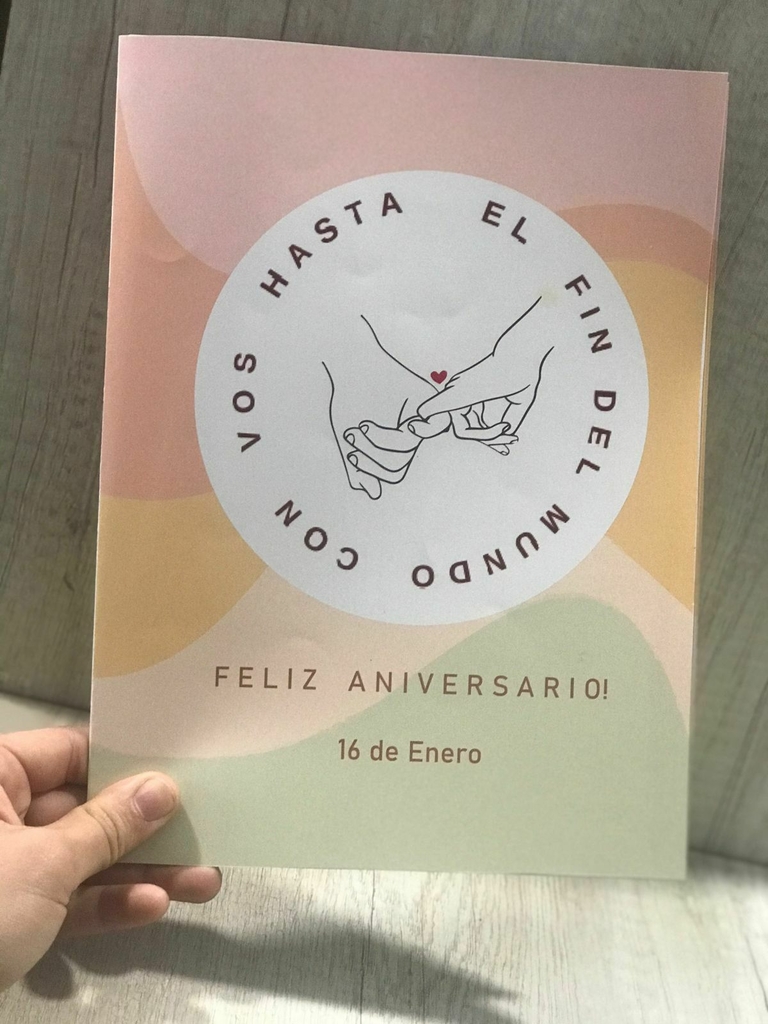 HASTA EL FIN DEL MUNDO CON VOS
FELIZ ANIVERSARIO!
16 de Enero